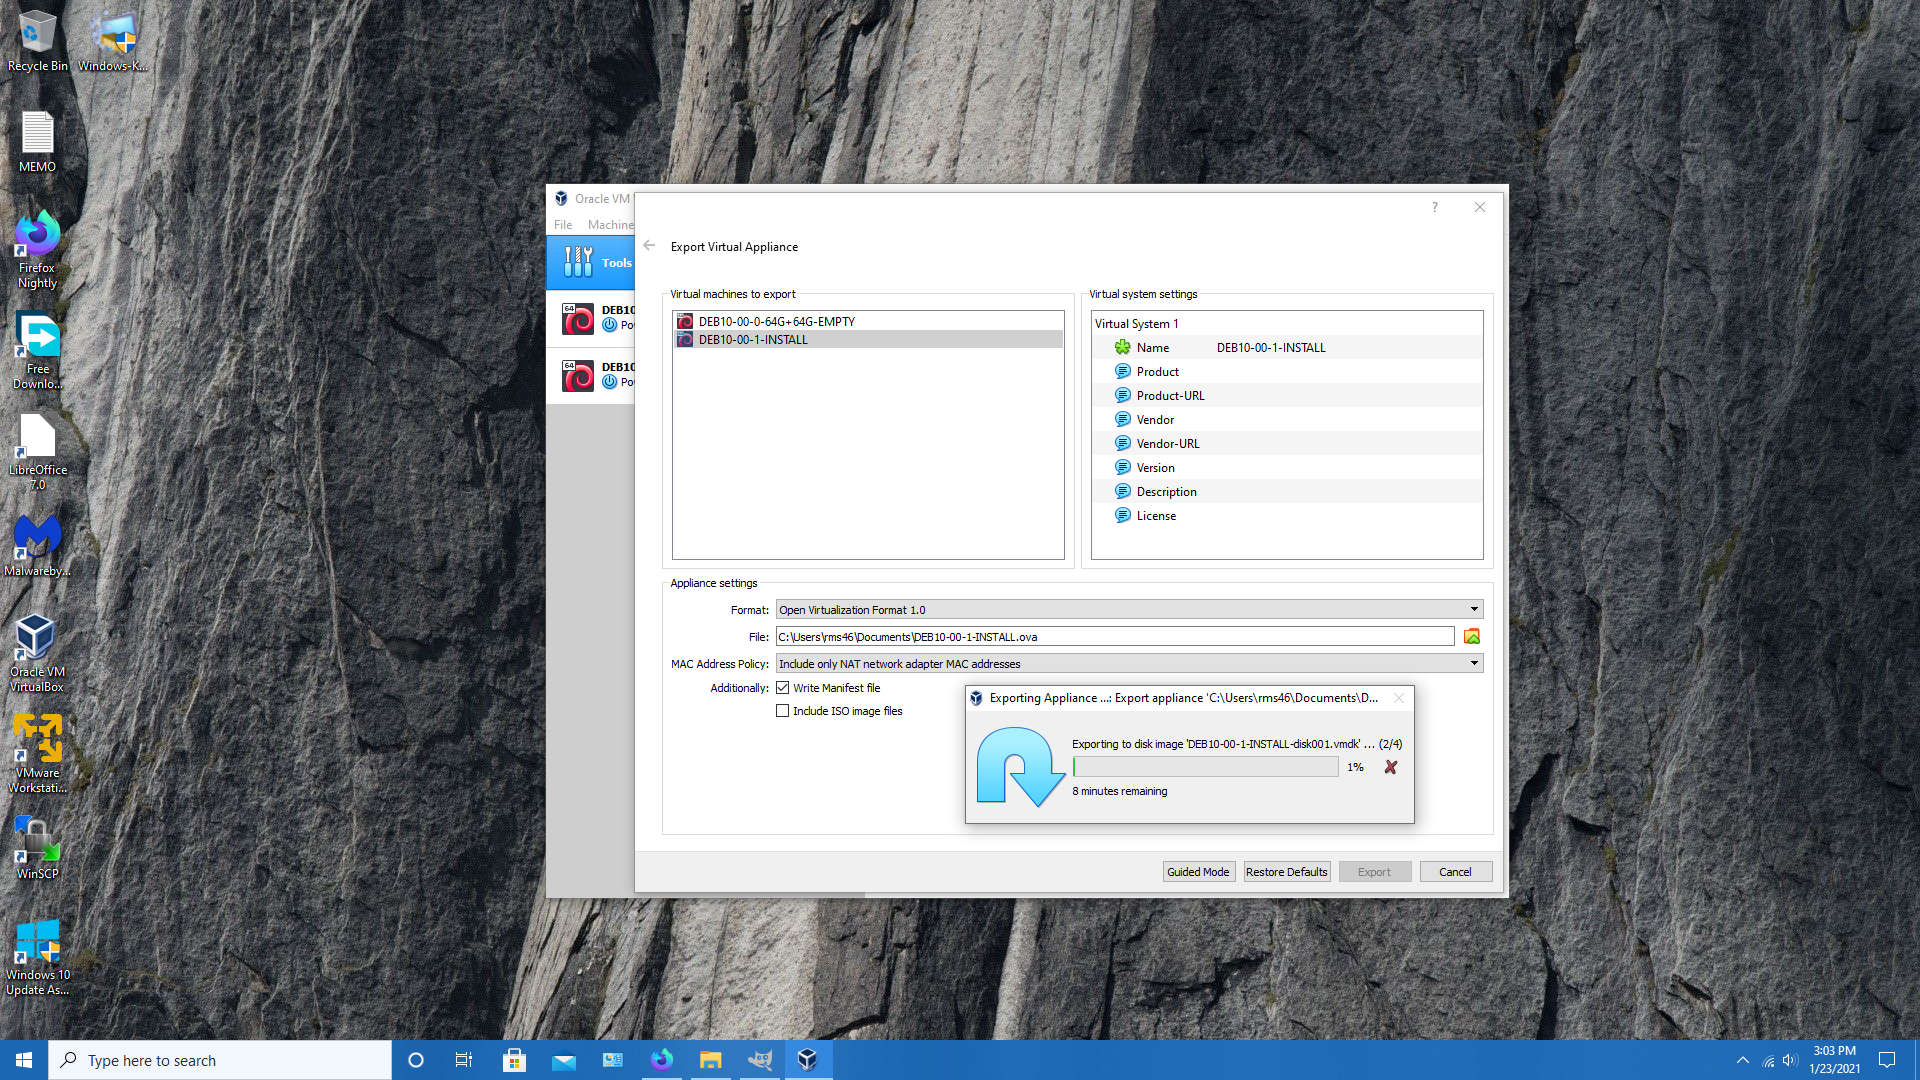 Recycle Bin
Windows-K...
MEMO
Firefox
Nightly
Free
Downlo...
LibreOffice
7.0
Malwareby...
Oracle VM
VirtualBox
VMware
Workstati...
WinSCP
Windows 10
Update As...
Oracle VM
File Machine
Tools
64
DEB10
Po
64
DEB10
Po
?
Export Virtual Appliance
Virtual machines to export
DEB10-00-0-64G+64G-EMPTY
DEB10-00-1-INSTALL
Virtual system settings
Virtual System 1
Name DEB10-00-1-INSTALL
Product
Product-URL
Vendor
Vendor-URL
Version
Description
License
Appliance settings
Format: Open Virtualization Format 1.0
File: C:\Users\rms46\Documents\DEB10-00-1-INSTALL.ova
MAC Address Policy: Include only NAT network adapter MAC addresses
Additionally: Write Manifest file
Include ISO image files
Exporting Appliance ...: Export appliance 'C:\Users\rms46\Documents\D...
Exporting to disk image 'DEB10-00-1-INSTALL-disk001.vmdk' ... (2/4)
1%
8 minutes remaining
Guided Mode Restore Defaults Export Cancel
Type here to search
3:03 PM
1/23/2021